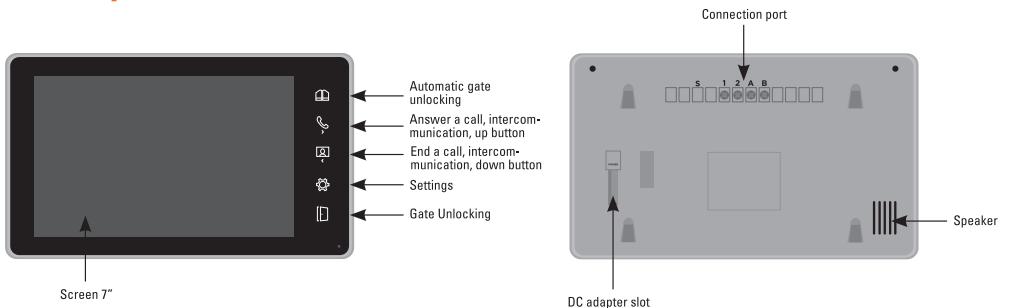 Connection port
Automatic gate
unlocking
Answer a call, intercom-
munication, up button
End a call, intercom-
munication, down button
Settings
Gate Unlocking
Screen 7″
S 1 2 A B
Speaker
DC adapter slot